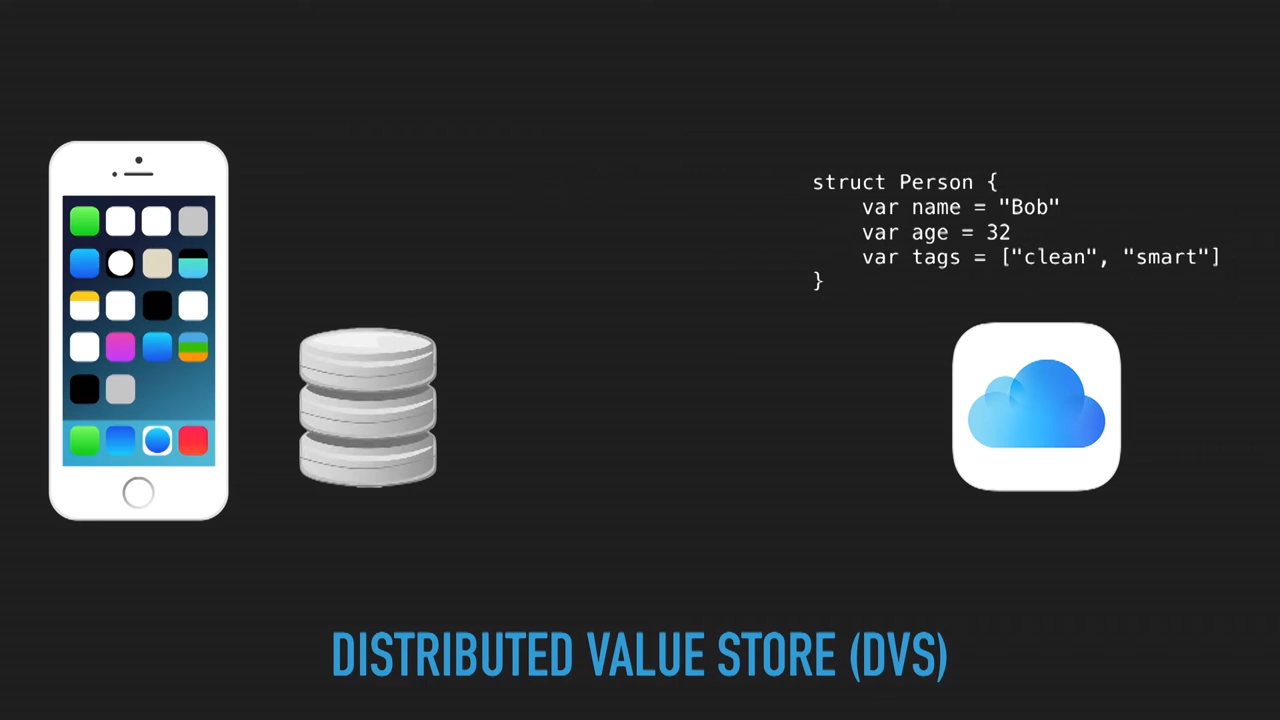 struct Person {
    var name = "Bob"
    var age = 32
    var tags = ["clean", "smart"]
}
DISTRIBUTED VALUE STORE (DVS)